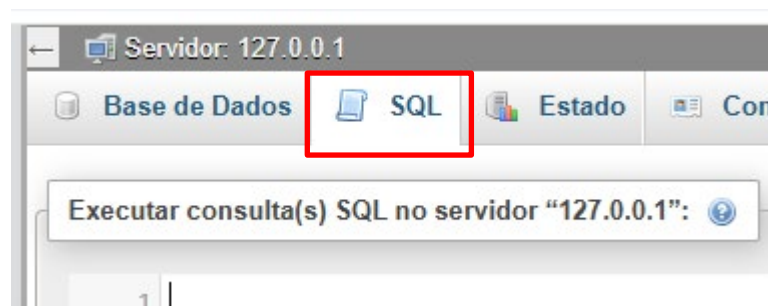 ← Servidor: 127.0.0.1
Base de Dados SQL Estado
Executar consulta(s) SQL no servidor “127.0.0.1”:
1